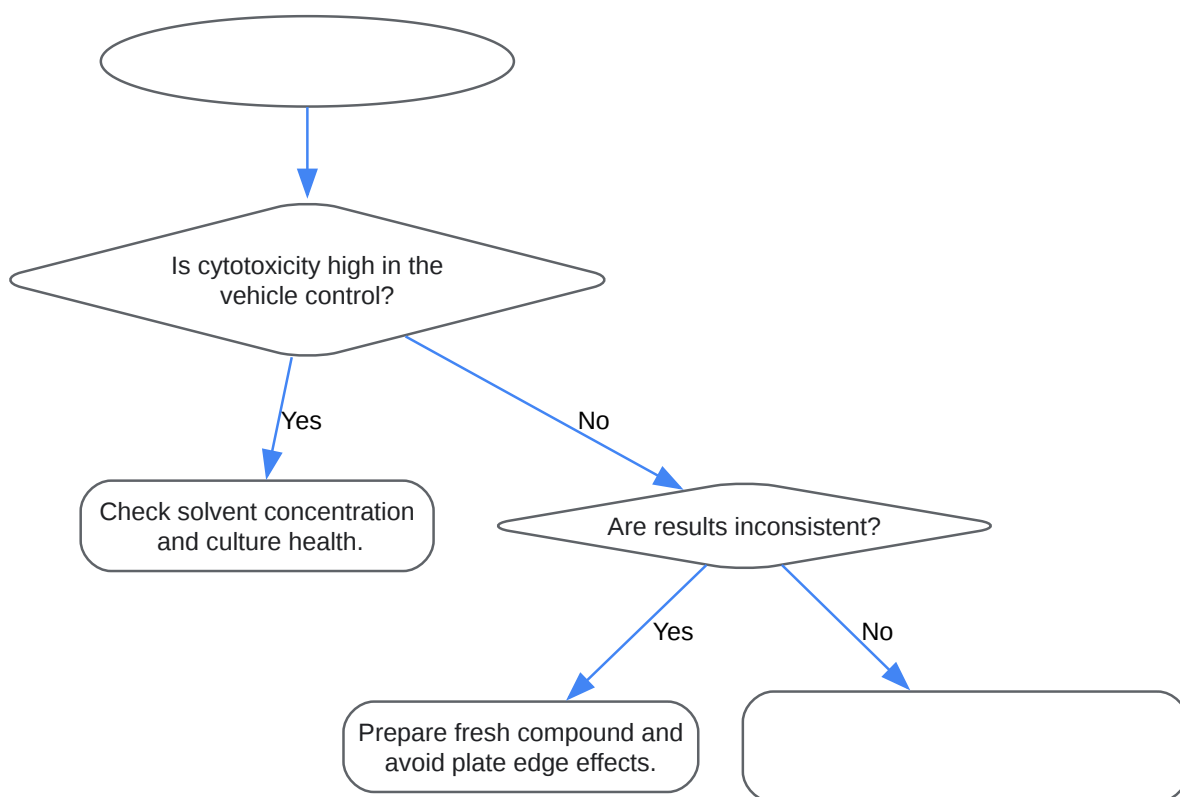 Is cytotoxicity high in the
vehicle control?
Yes
No
Check solvent concentration
and culture health.
Are results inconsistent?
Yes
No
Prepare fresh compound and
avoid plate edge effects.